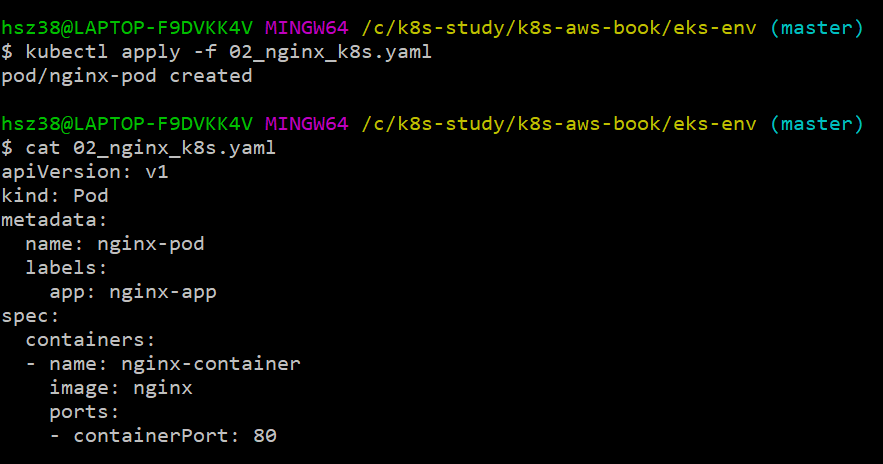 hsz38@LAPTOP-F9DVKK4V MINGW64 /c/k8s-study/k8s-aws-book/eks-env (master)
$ kubectl apply -f 02_nginx_k8s.yaml
pod/nginx-pod created

hsz38@LAPTOP-F9DVKK4V MINGW64 /c/k8s-study/k8s-aws-book/eks-env (master)
$ cat 02_nginx_k8s.yaml
apiVersion: v1
kind: Pod
metadata:
  name: nginx-pod
  labels:
    app: nginx-app
spec:
  containers:
  - name: nginx-container
    image: nginx
    ports:
    - containerPort: 80